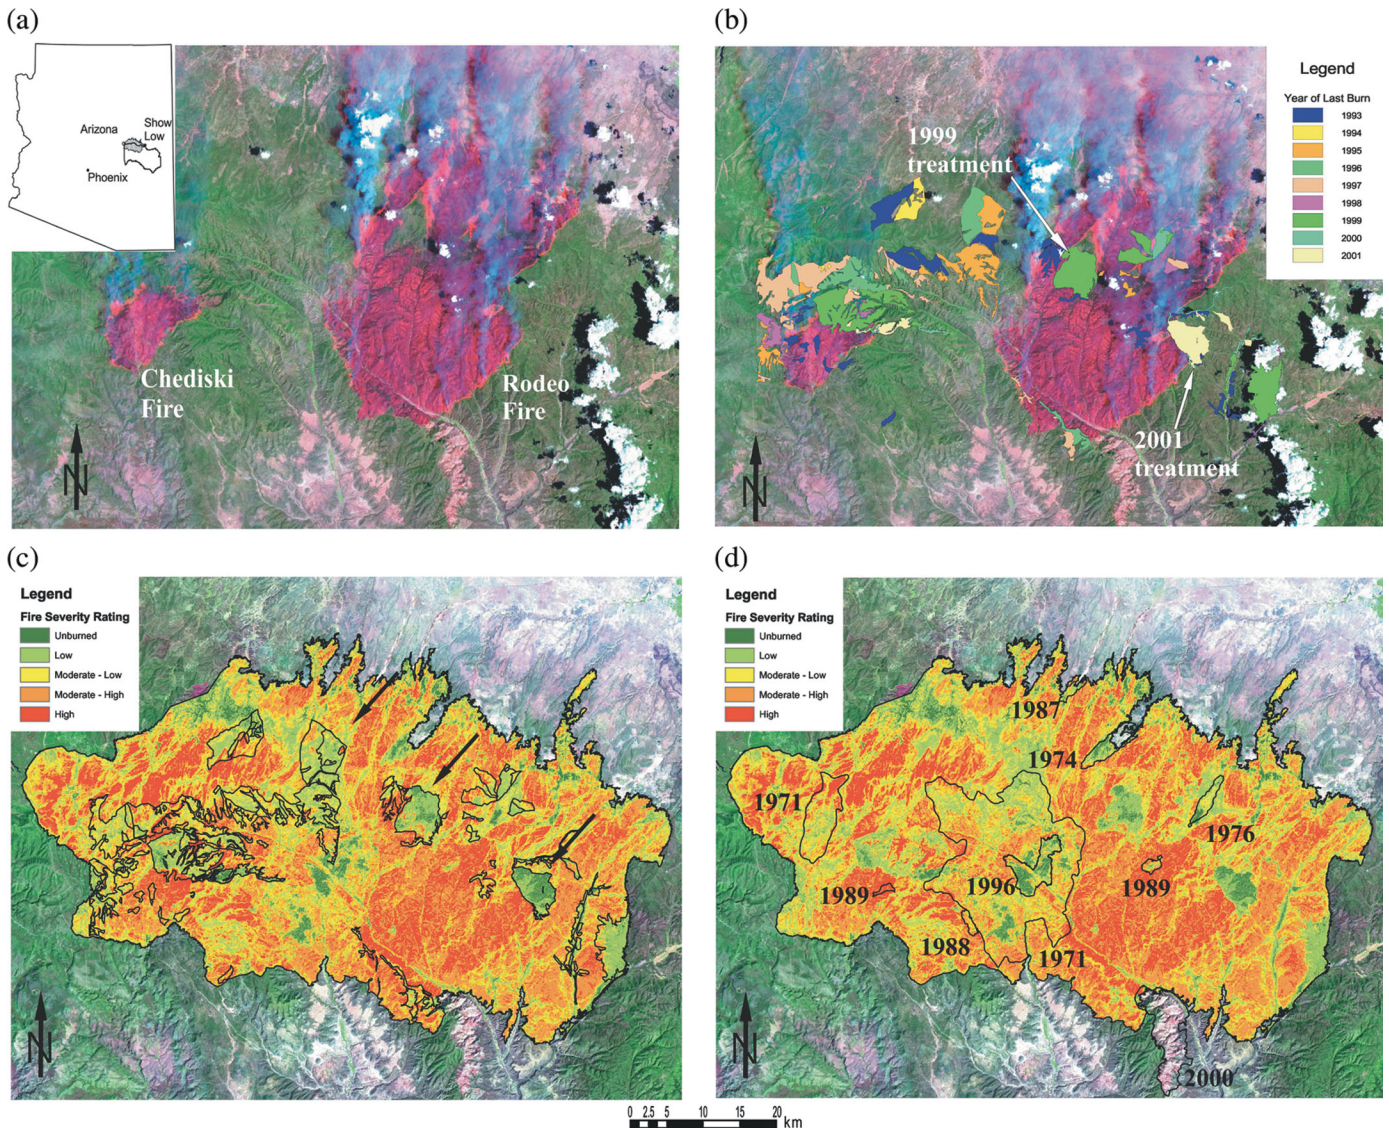 (a)
Arizona
Show
Low
Phoenix
Chediski
Fire
Rodeo
Fire
N
(b)
1999
treatment
2001
treatment
N
Legend
Year of Last Burn
1993
1994
1995
1996
1997
1998
1999
2000
2001
(c)
Legend
Fire Severity Rating
Unburned
Low
Moderate - Low
Moderate - High
High
N
(d)
Legend
Fire Severity Rating
Unburned
Low
Moderate - Low
Moderate - High
High
1987
1974
1971
1976
1989
1996
1989
1988
1971
2000
N
0 2.5 5 10 15 20
km